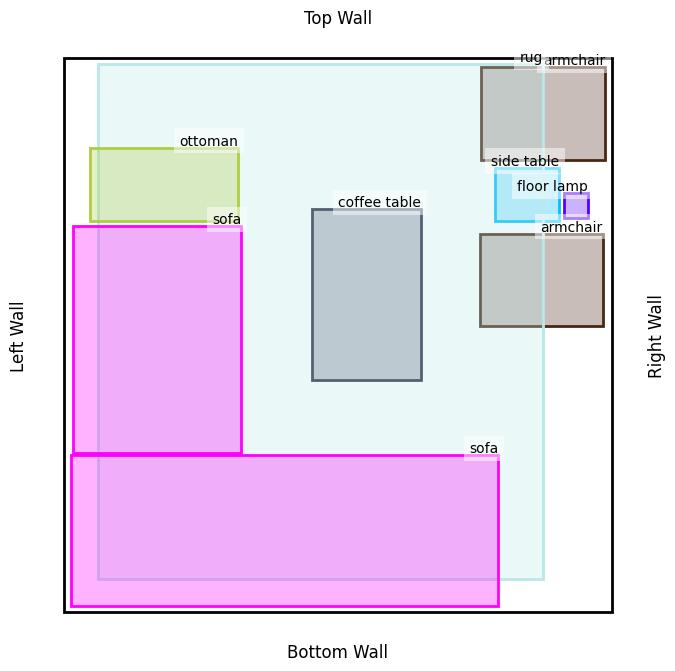 Top Wall
rug
armchair
ottoman
side table
floor lamp
coffee table
sofa
armchair
Left Wall
Right Wall
sofa
Bottom Wall